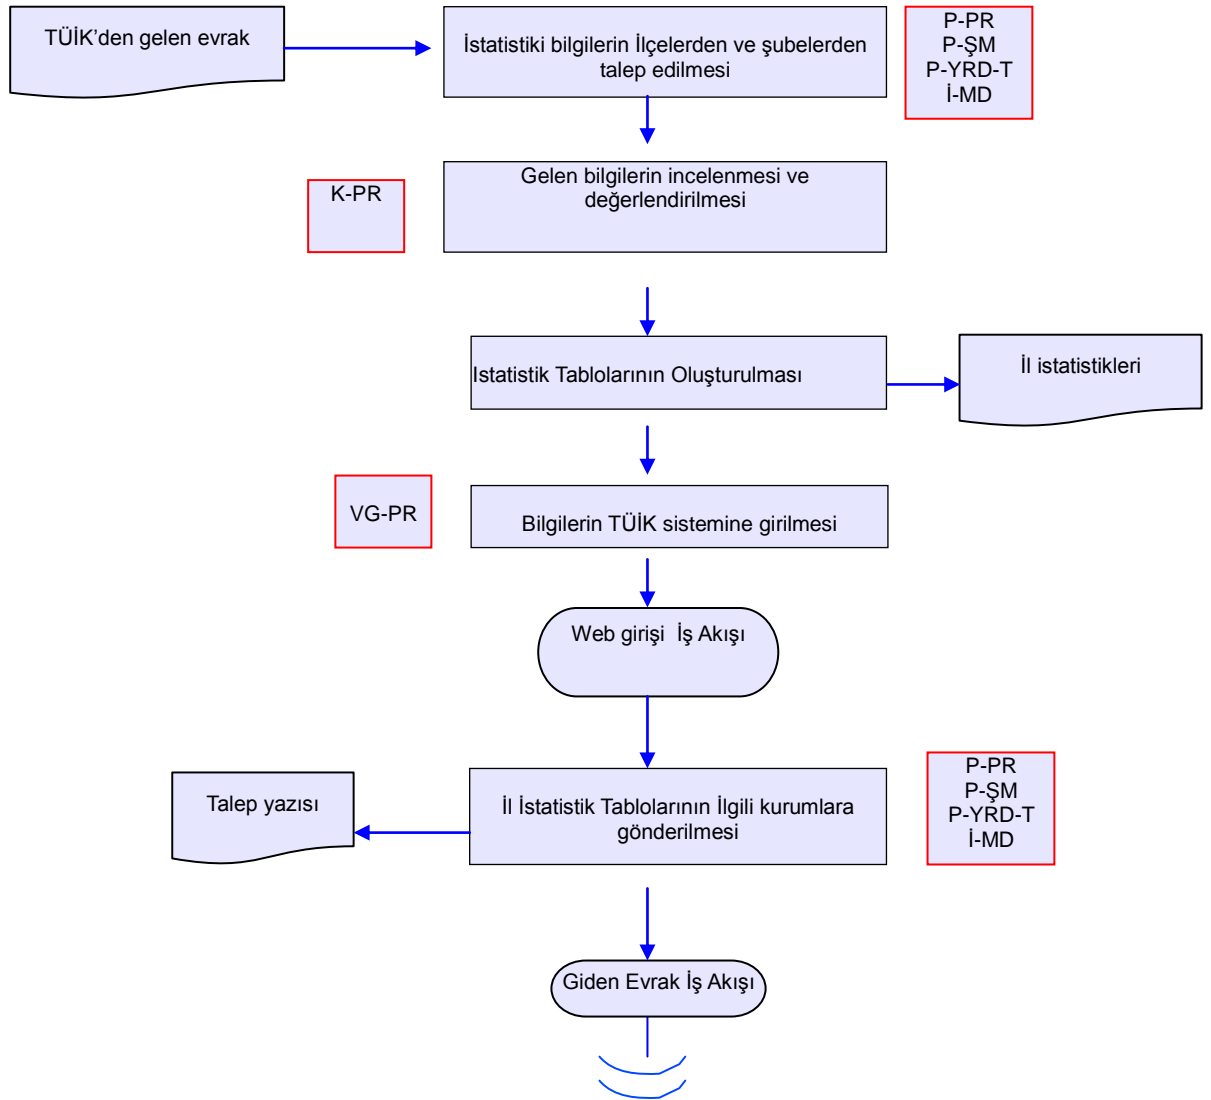 TÜİK’den gelen evrak
İstatistiki bilgilerin İlçelerden ve şubelerden
talep edilmesi
P-PR
P-ŞM
P-YRD-T
İ-MD
K-PR
Gelen bilgilerin incelenmesi ve
değerlendirilmesi
Istatistik Tablolarının Oluşturulması
İl istatistikleri
VG-PR
Bilgilerin TÜİK sistemine girilmesi
Web girişi İş Akışı
Talep yazısı
İl İstatistik Tablolarının İlgili kurumlara
gönderilmesi
P-PR
P-ŞM
P-YRD-T
İ-MD
Giden Evrak İş Akışı